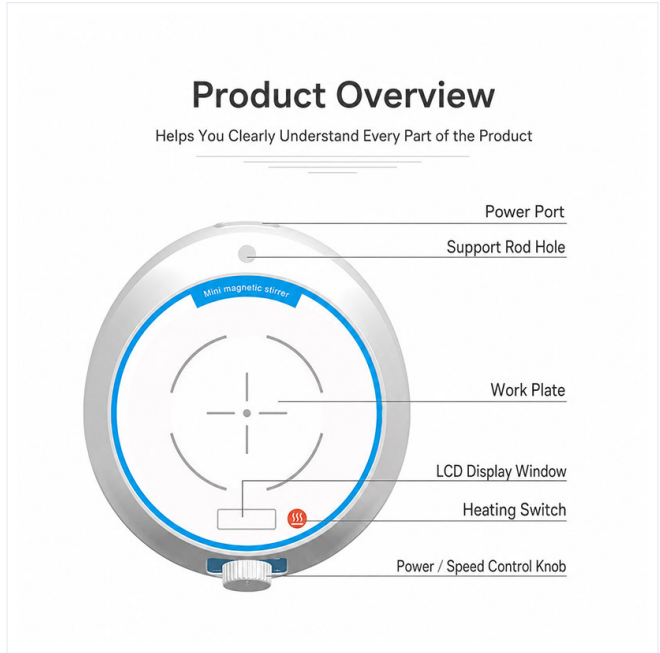 Product Overview
Helps You Clearly Understand Every Part of the Product
Power Port
Support Rod Hole
Mini magnetic stirrer
Work Plate
LCD Display Window
Heating Switch
Power / Speed Control Knob